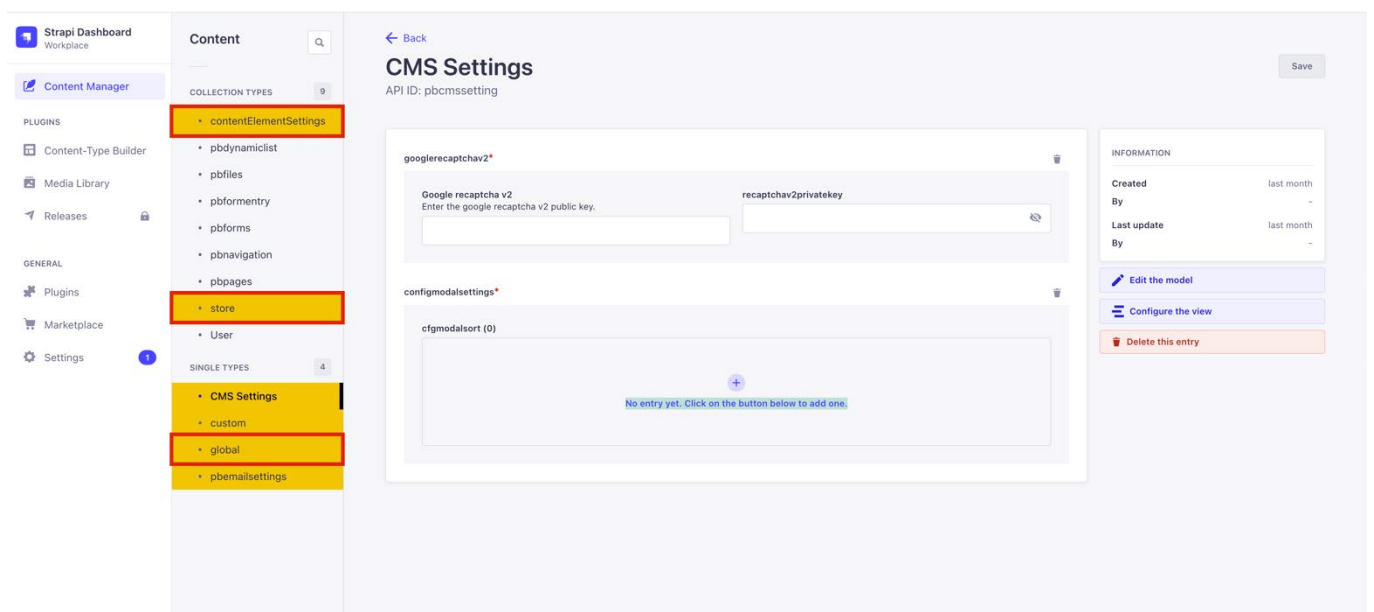 Strapi Dashboard
Workplace
Content Manager
PLUGINS
Content-Type Builder
Media Library
Releases
GENERAL
Plugins
Marketplace
Settings
1
Content
COLLECTION TYPES
9
contentElementSettings
pbdynamiclist
pbfiles
pbformentry
pbforms
pbnavigation
pbpages
store
User
SINGLE TYPES
4
CMS Settings
custom
global
pbemailsettings
Back
CMS Settings
API ID: pbcmssetting
Save
googlerecaptchav2*
Google recaptcha v2
Enter the google recaptcha v2 public key.
recaptchav2privatekey
configmodalsettings*
cfgmodalsort (0)
No entry yet. Click on the button below to add one.
INFORMATION
Created last month
By -
Last update last month
By -
Edit the model
Configure the view
Delete this entry